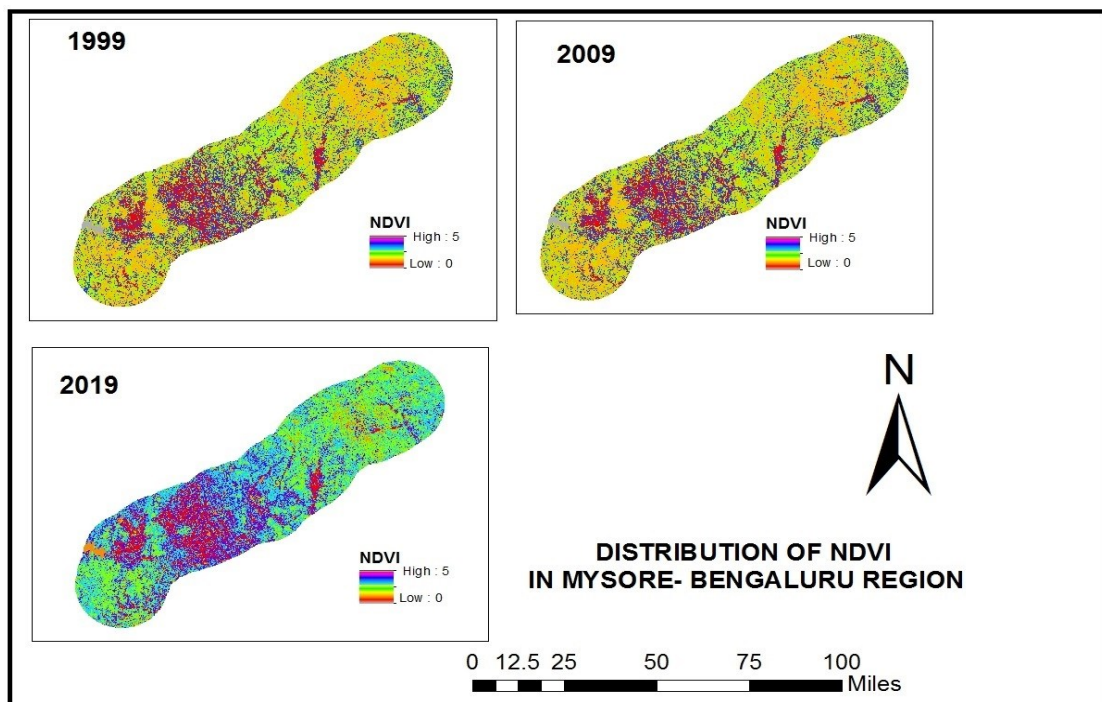 1999
NDVI
High : 5
Low : 0
2009
NDVI
High : 5
Low : 0
2019
NDVI
High : 5
Low : 0
N
DISTRIBUTION OF NDVI
IN MYSORE- BENGALURU REGION
0 12.5 25 50 75 100
Miles